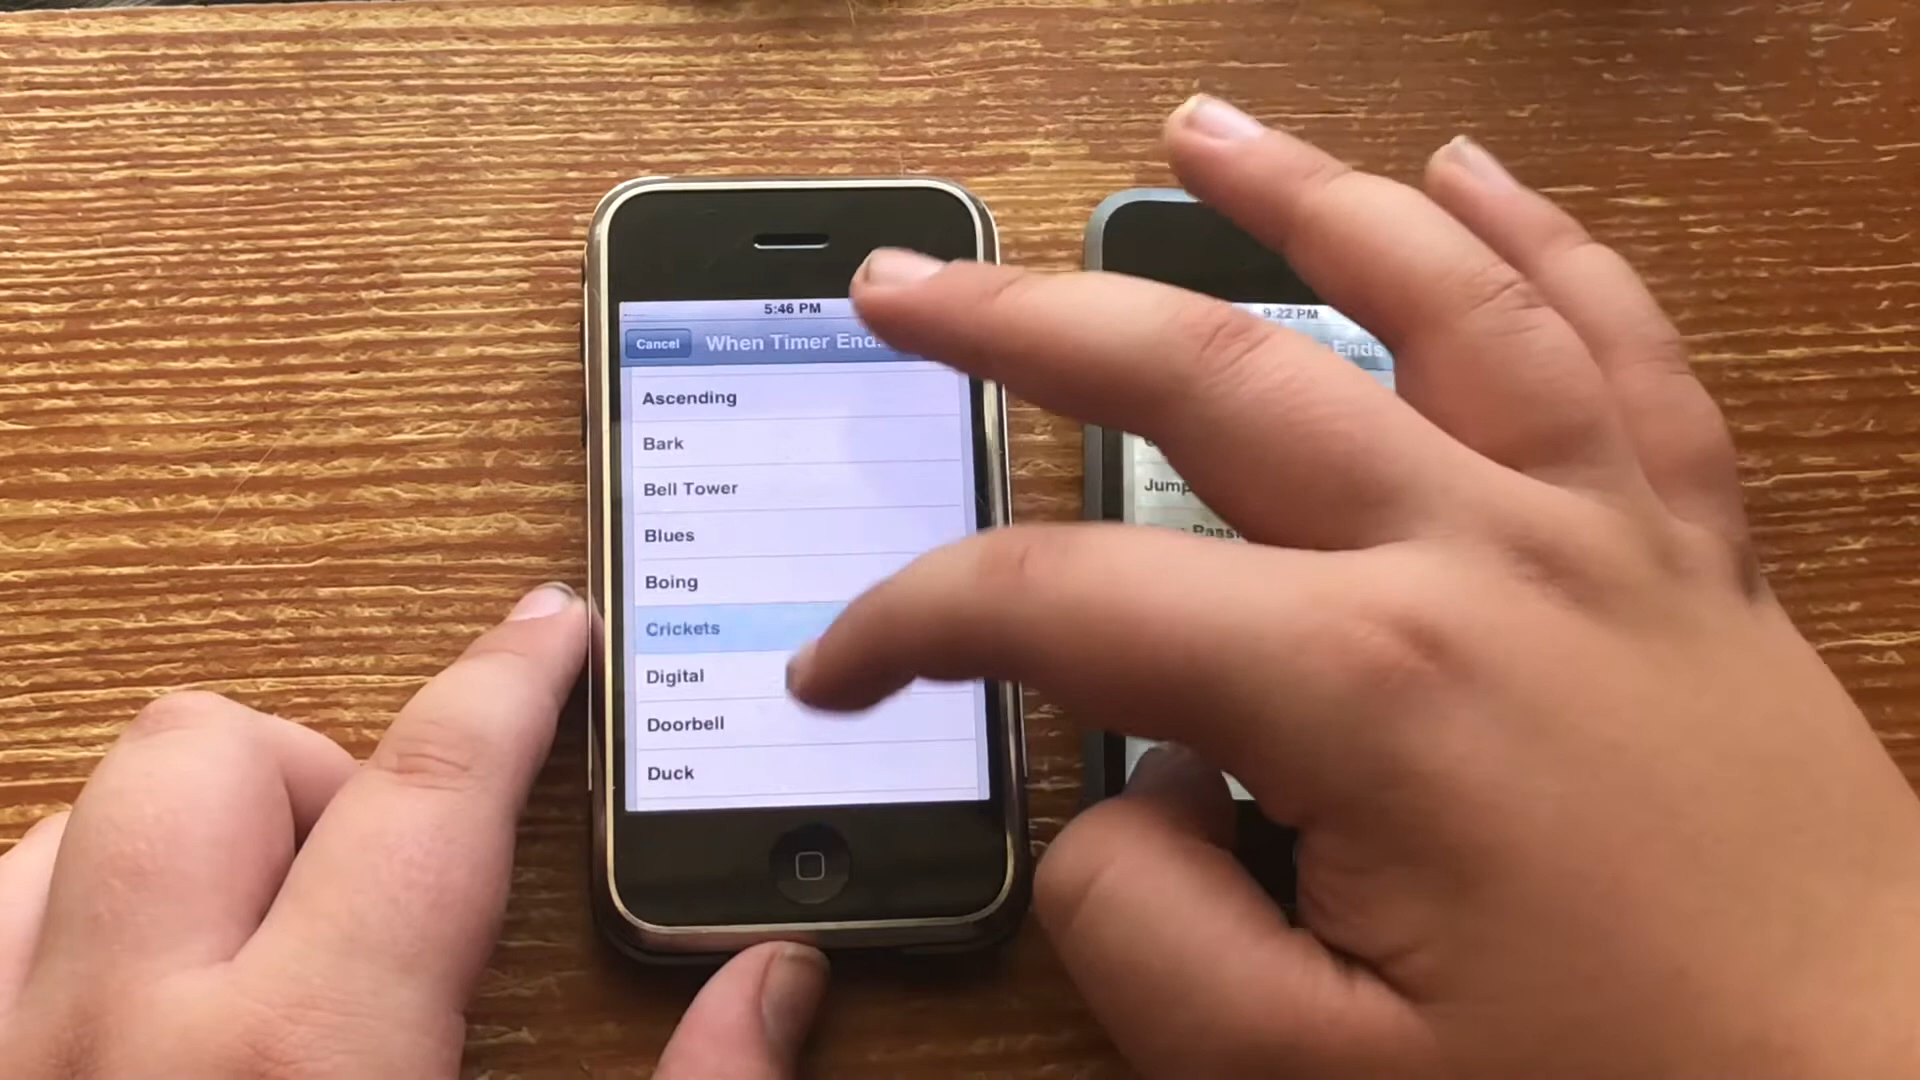 5:46 PM
Cancel
When Timer End
Ascending
Bark
Bell Tower
Blues
Boing
Crickets
Digital
Doorbell
Duck
9:22 PM
Ends
Jump